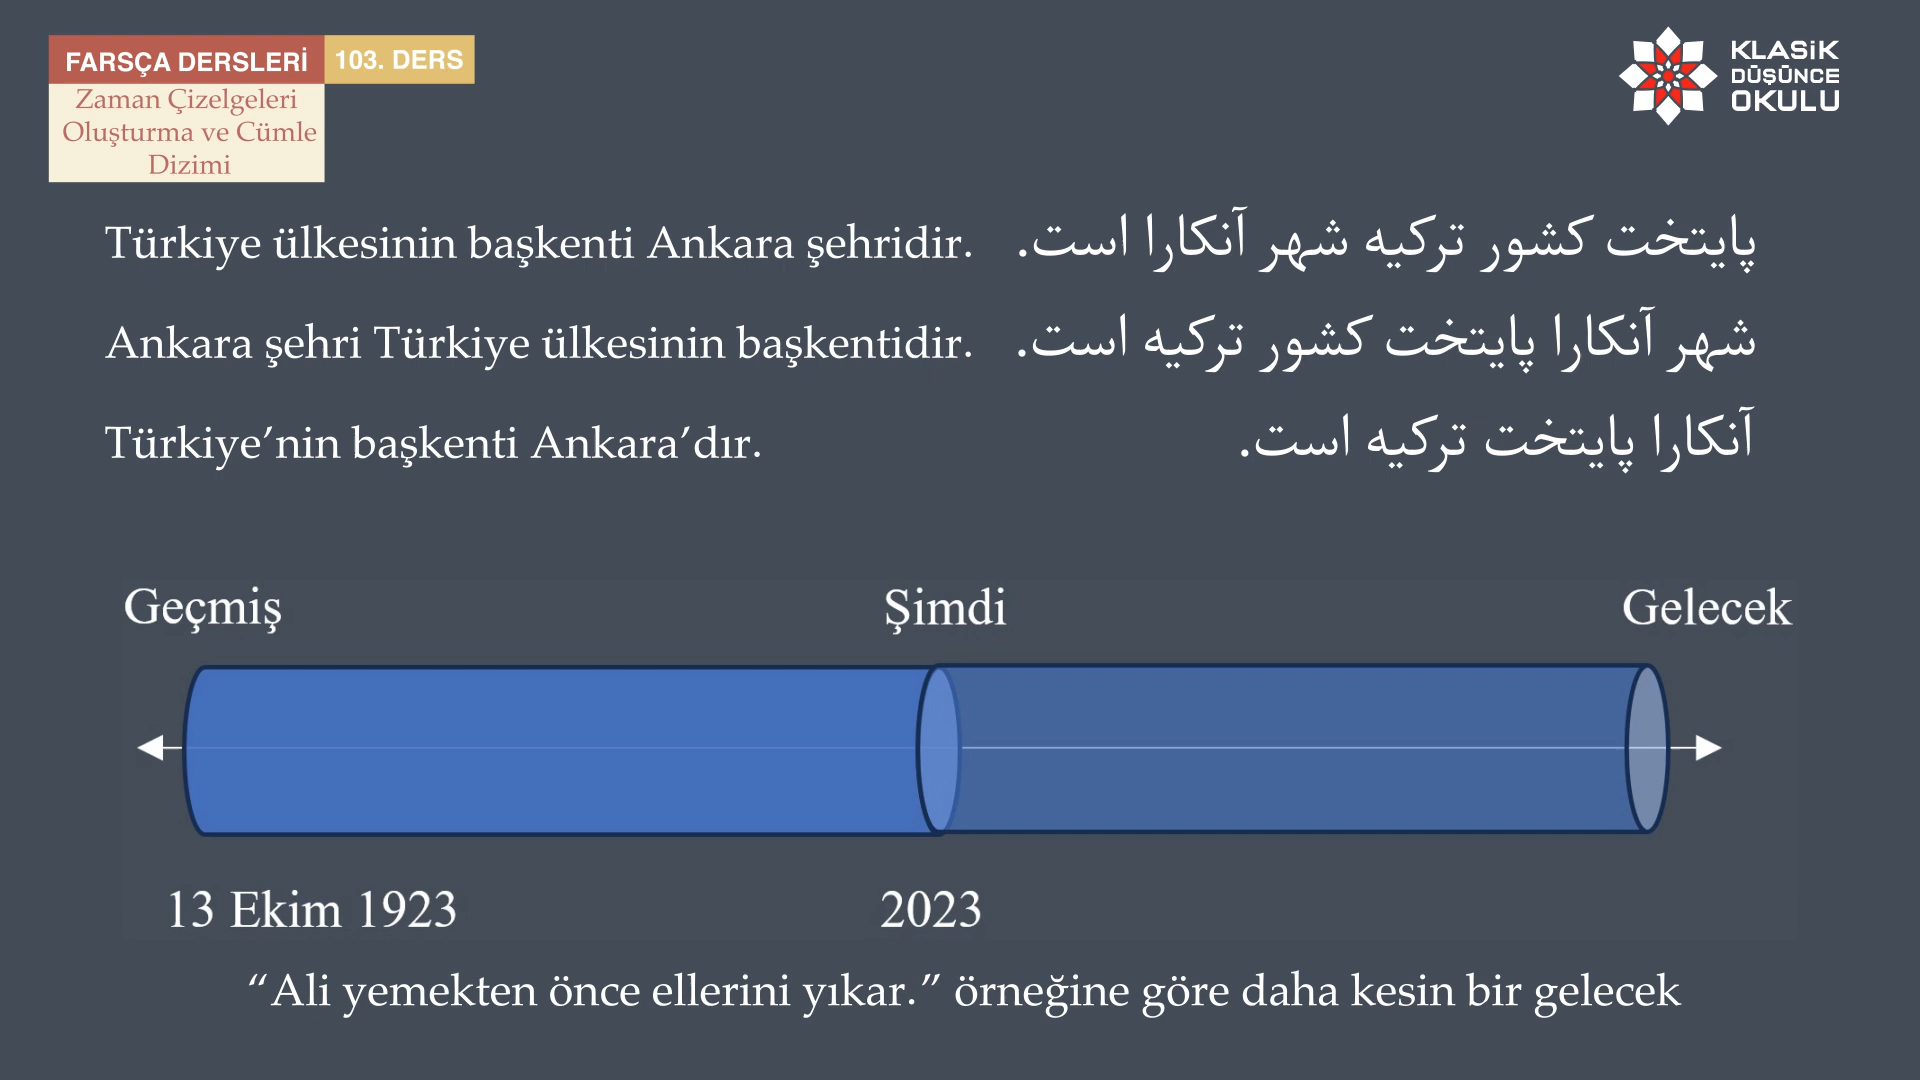 FARSÇA DERSLERİ 103. DERS
Zaman Çizelgeleri
Oluşturma ve Cümle
Dizimi
KLASiK
DÜŞÜNCE
OKULU
Türkiye ülkesinin başkenti Ankara şehridir. پایتخت کشور ترکیه شهر آنکارا است.
Ankara şehri Türkiye ülkesinin başkentidir. شهر آنکارا پایتخت کشور ترکیه است.
Türkiye’nin başkenti Ankara’dır. آنکارا پایتخت ترکیه است.
Geçmiş Şimdi Gelecek
13 Ekim 1923 2023
“Ali yemekten önce ellerini yıkar.” örneğine göre daha kesin bir gelecek